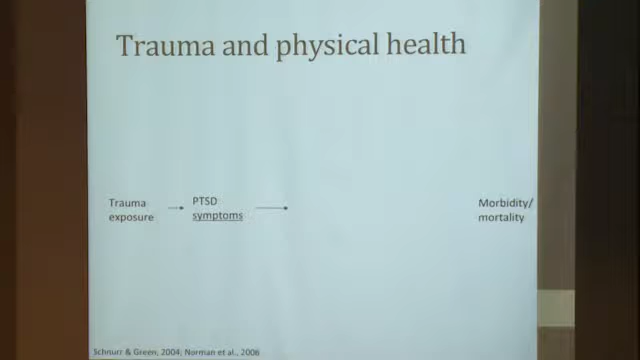 Trauma and physical health
Trauma
exposure
PTSD
symptoms
Morbidity/
mortality
Schnurr & Green, 2004; Norman et al., 2006